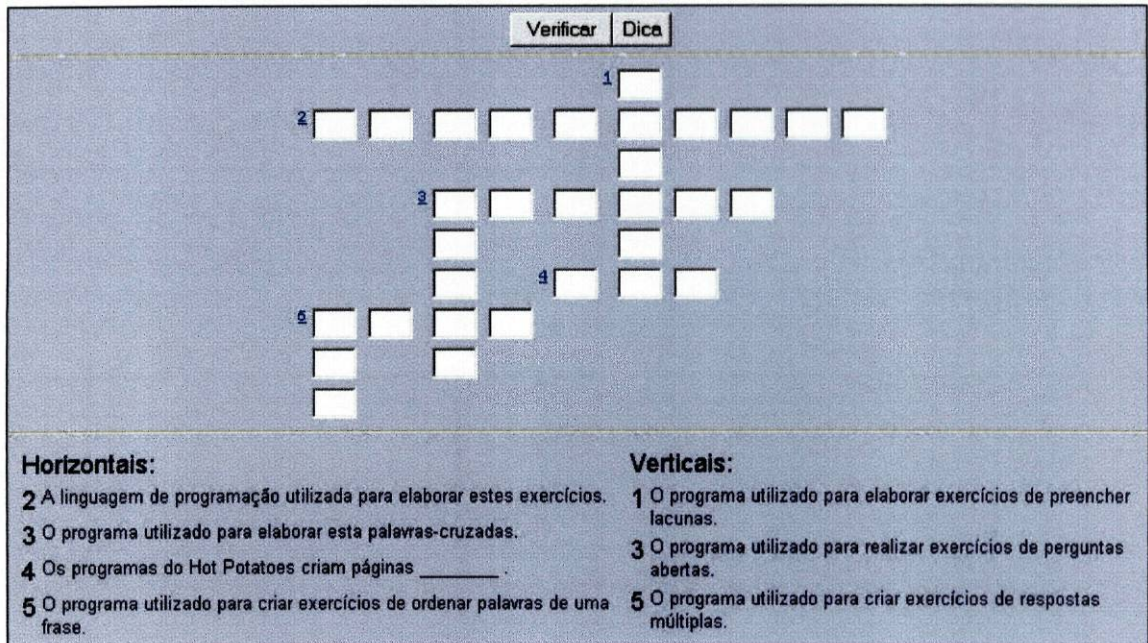 Verificar Dica
1
2
3
4
5
Horizontais:
2 A linguagem de programação utilizada para elaborar estes exercícios.
3 O programa utilizado para elaborar esta palavras-cruzadas.
4 Os programas do Hot Potatoes criam páginas ________ .
5 O programa utilizado para criar exercícios de ordenar palavras de uma
frase.
Verticais:
1 O programa utilizado para elaborar exercícios de preencher
lacunas.
3 O programa utilizado para realizar exercícios de perguntas
abertas.
5 O programa utilizado para criar exercícios de respostas
múltiplas.